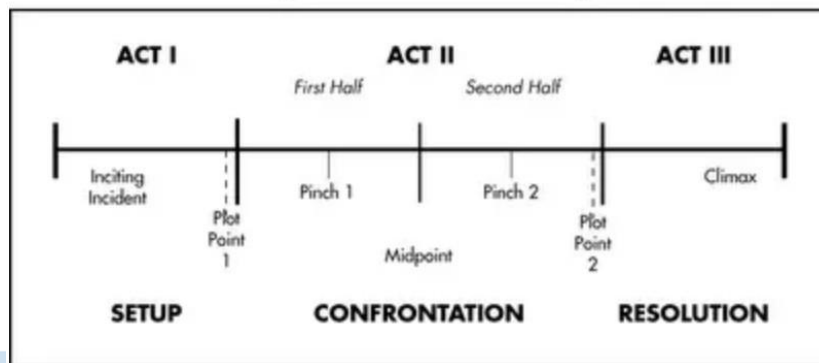 ACT I
ACT II
ACT III
First Half
Second Half
Inciting
Incident
Plot
Point
1
Pinch 1
Midpoint
Pinch 2
Plot
Point
2
Climax
SETUP
CONFRONTATION
RESOLUTION